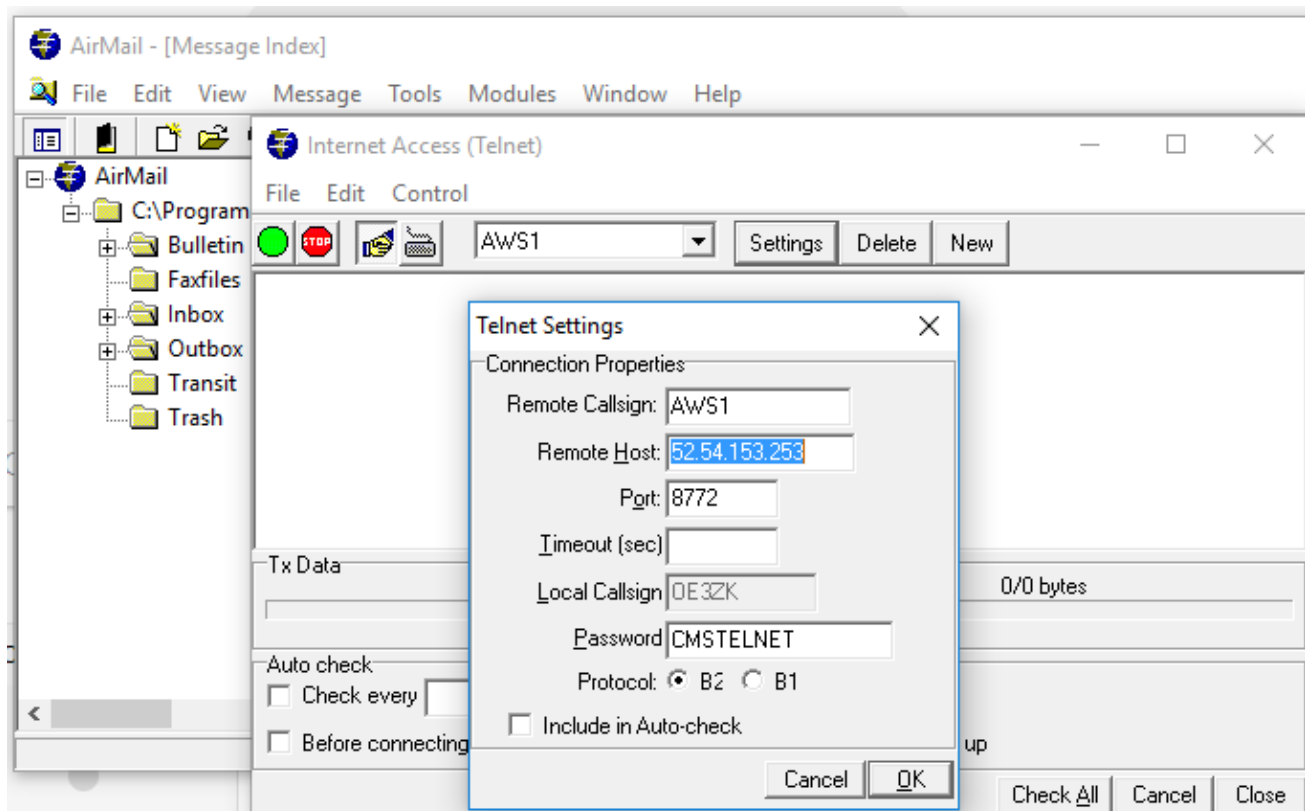 AirMail - [Message Index]
File Edit View Message Tools Modules Window Help
Internet Access (Telnet)
AirMail
C:\Program
Bulletin
Faxfiles
Inbox
Outbox
Transit
Trash
File Edit Control
STOP
AWS1 Settings Delete New
Telnet Settings
Connection Properties
Remote Callsign: AWS1
Remote Host: 52.54.153.253
Port: 8772
Timeout (sec)
Local Callsign OE3ZK
Password CMSTELNET
Protocol: B2 B1
Include in Auto-check
Cancel OK
Tx Data
0/0 bytes
Auto check
Check every
Before connecting
up
Check All Cancel Close